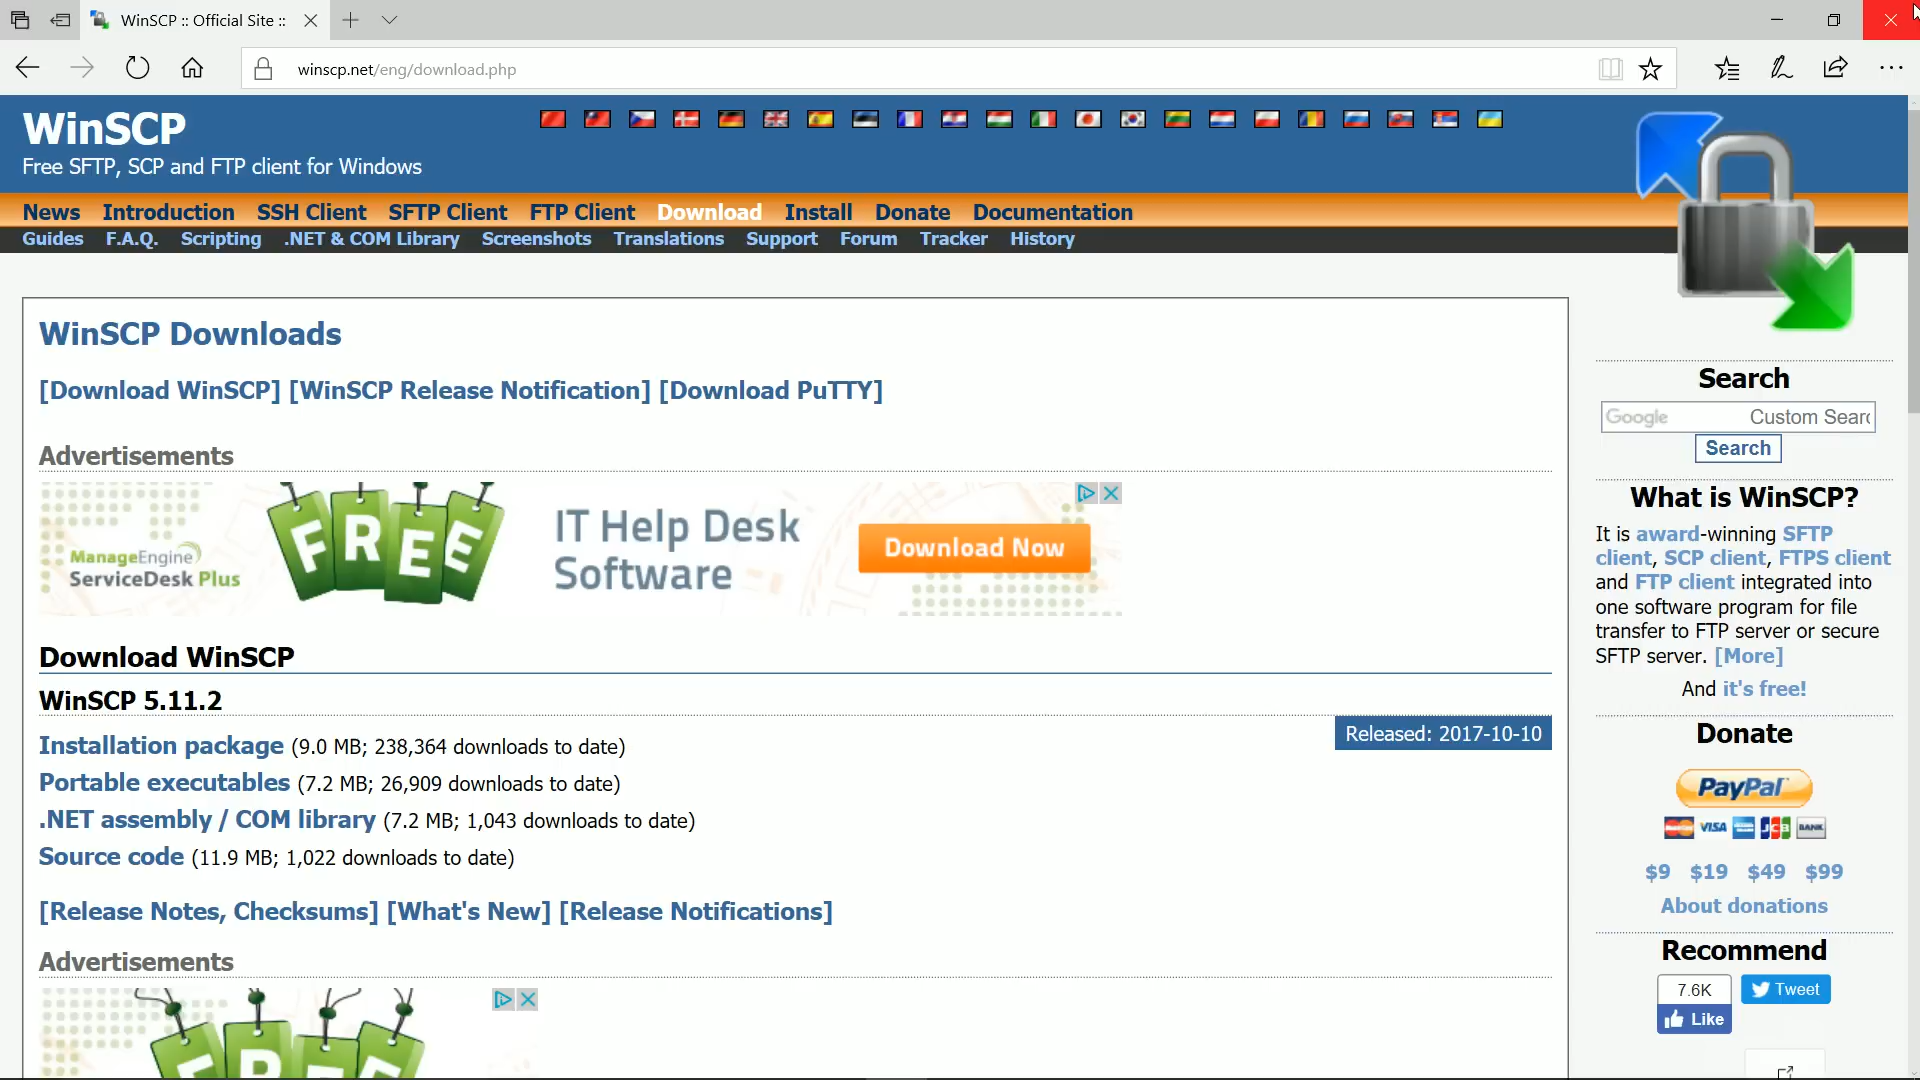 WinSCP :: Official Site ::
winscp.net/eng/download.php
WinSCP
Free SFTP, SCP and FTP client for Windows
News Introduction SSH Client SFTP Client FTP Client Download Install Donate Documentation
Guides F.A.Q. Scripting .NET & COM Library Screenshots Translations Support Forum Tracker History
WinSCP Downloads
[Download WinSCP] [WinSCP Release Notification] [Download PuTTY]
Advertisements
ManageEngine
ServiceDesk Plus
FREE
IT Help Desk
Software
Download Now
Download WinSCP
WinSCP 5.11.2
Released: 2017-10-10
Installation package (9.0 MB; 238,364 downloads to date)
Portable executables (7.2 MB; 26,909 downloads to date)
.NET assembly / COM library (7.2 MB; 1,043 downloads to date)
Source code (11.9 MB; 1,022 downloads to date)
[Release Notes, Checksums] [What's New] [Release Notifications]
Advertisements
FREE
Search
Google Custom Searc
Search
What is WinSCP?
It is award-winning SFTP
client, SCP client, FTPS client
and FTP client integrated into
one software program for file
transfer to FTP server or secure
SFTP server. [More]
And it's free!
Donate
PayPal
VISA JCB BANK
$9 $19 $49 $99
About donations
Recommend
7.6K
Tweet
Like